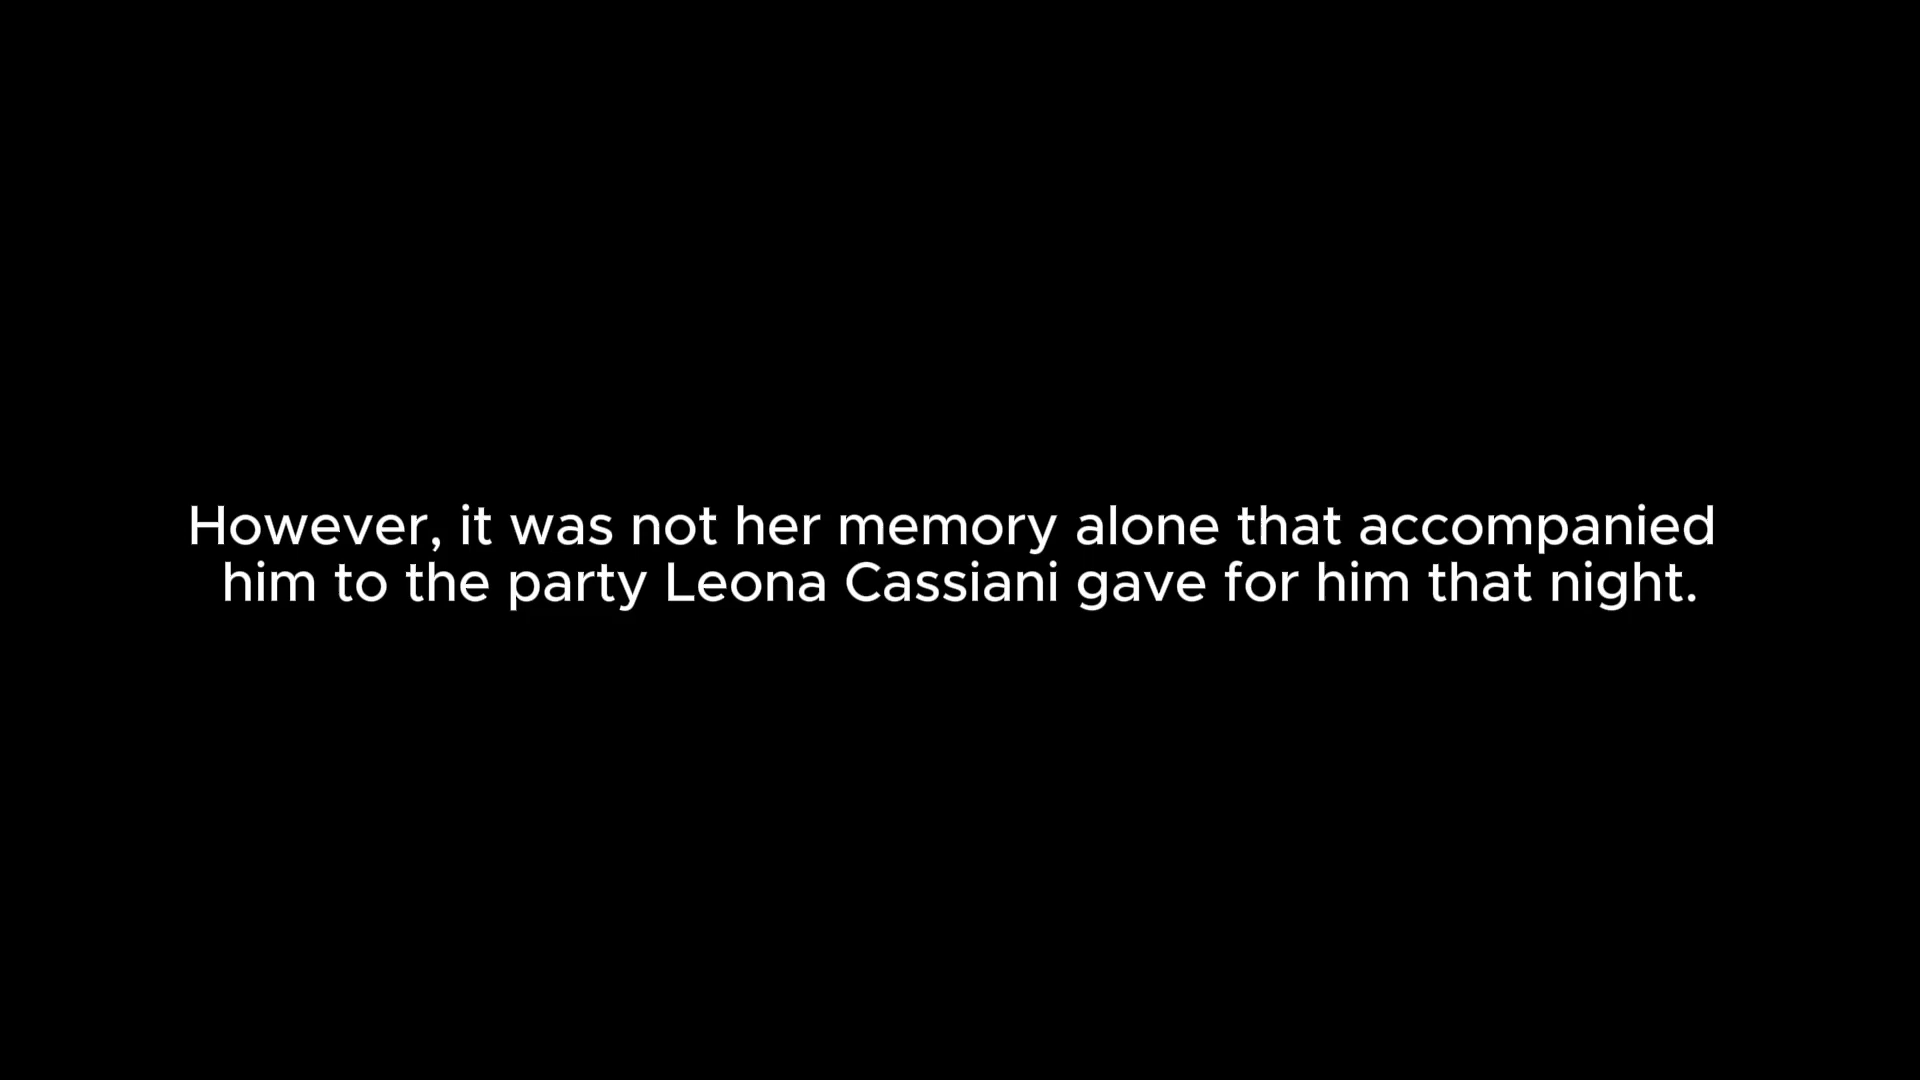 However, it was not her memory alone that accompanied
him to the party Leona Cassiani gave for him that night.